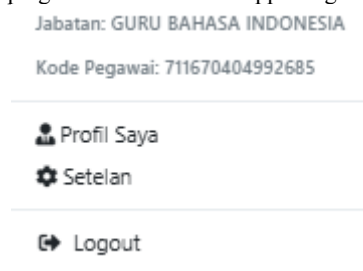 Jabatan: GURU BAHASA INDONESIA
Kode Pegawai: 711670404992685
Profil Saya
Setelan
Logout